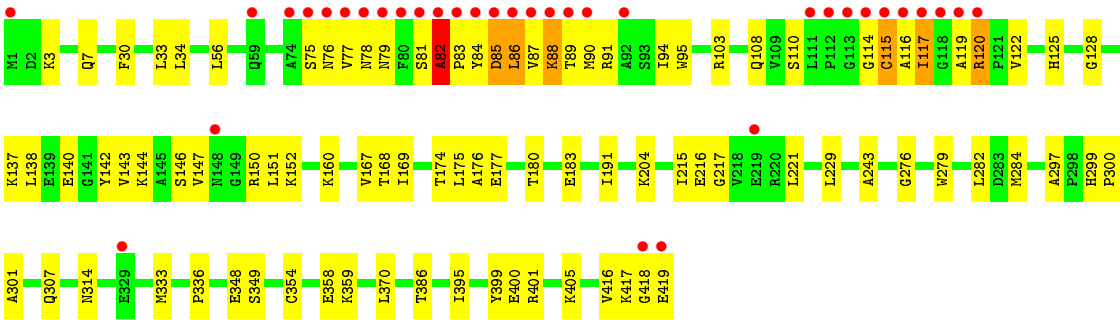 M1 D2 K3 Q7 F30 L33 L34 L56 Q59 A74 S75 N76 V77 N78 N79 F80 S81 A82 P83 Y84 D85 L86 V87 K88 T89 M90 R91 A92 S93 I94 W95 R103 Q108 V109 S110 L111 P112 G113 G114 C115 A116 I117 G118 A119 R120 P121 V122 H125 G128
K137 L138 E139 E140 G141 Y142 V143 K144 A145 S146 V147 N148 G149 R150 L151 K152 K160 V167 T168 I169 T174 L175 A176 E177 T180 E183 I191 K204 I215 E216 G217 V218 E219 R220 L221 L229 A243 G276 W279 L282 D283 M284 A297 P298 H299 P300
A301 Q307 N314 E329 M333 P336 E348 S349 C354 E358 K359 L370 T386 I395 Y399 E400 R401 K405 V416 K417 G418 E419